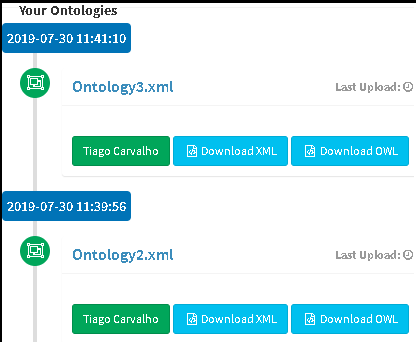 Your Ontologies
2019-07-30 11:41:10
Ontology3.xml Last Upload:
Tiago Carvalho Download XML Download OWL
2019-07-30 11:39:56
Ontology2.xml Last Upload:
Tiago Carvalho Download XML Download OWL